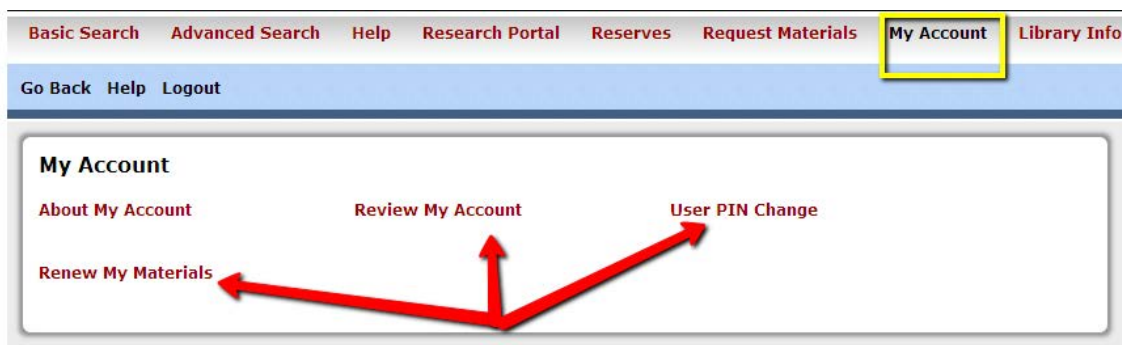 Basic Search Advanced Search Help Research Portal Reserves Request Materials My Account Library Info
Go Back Help Logout
My Account
About My Account Review My Account User PIN Change
Renew My Materials